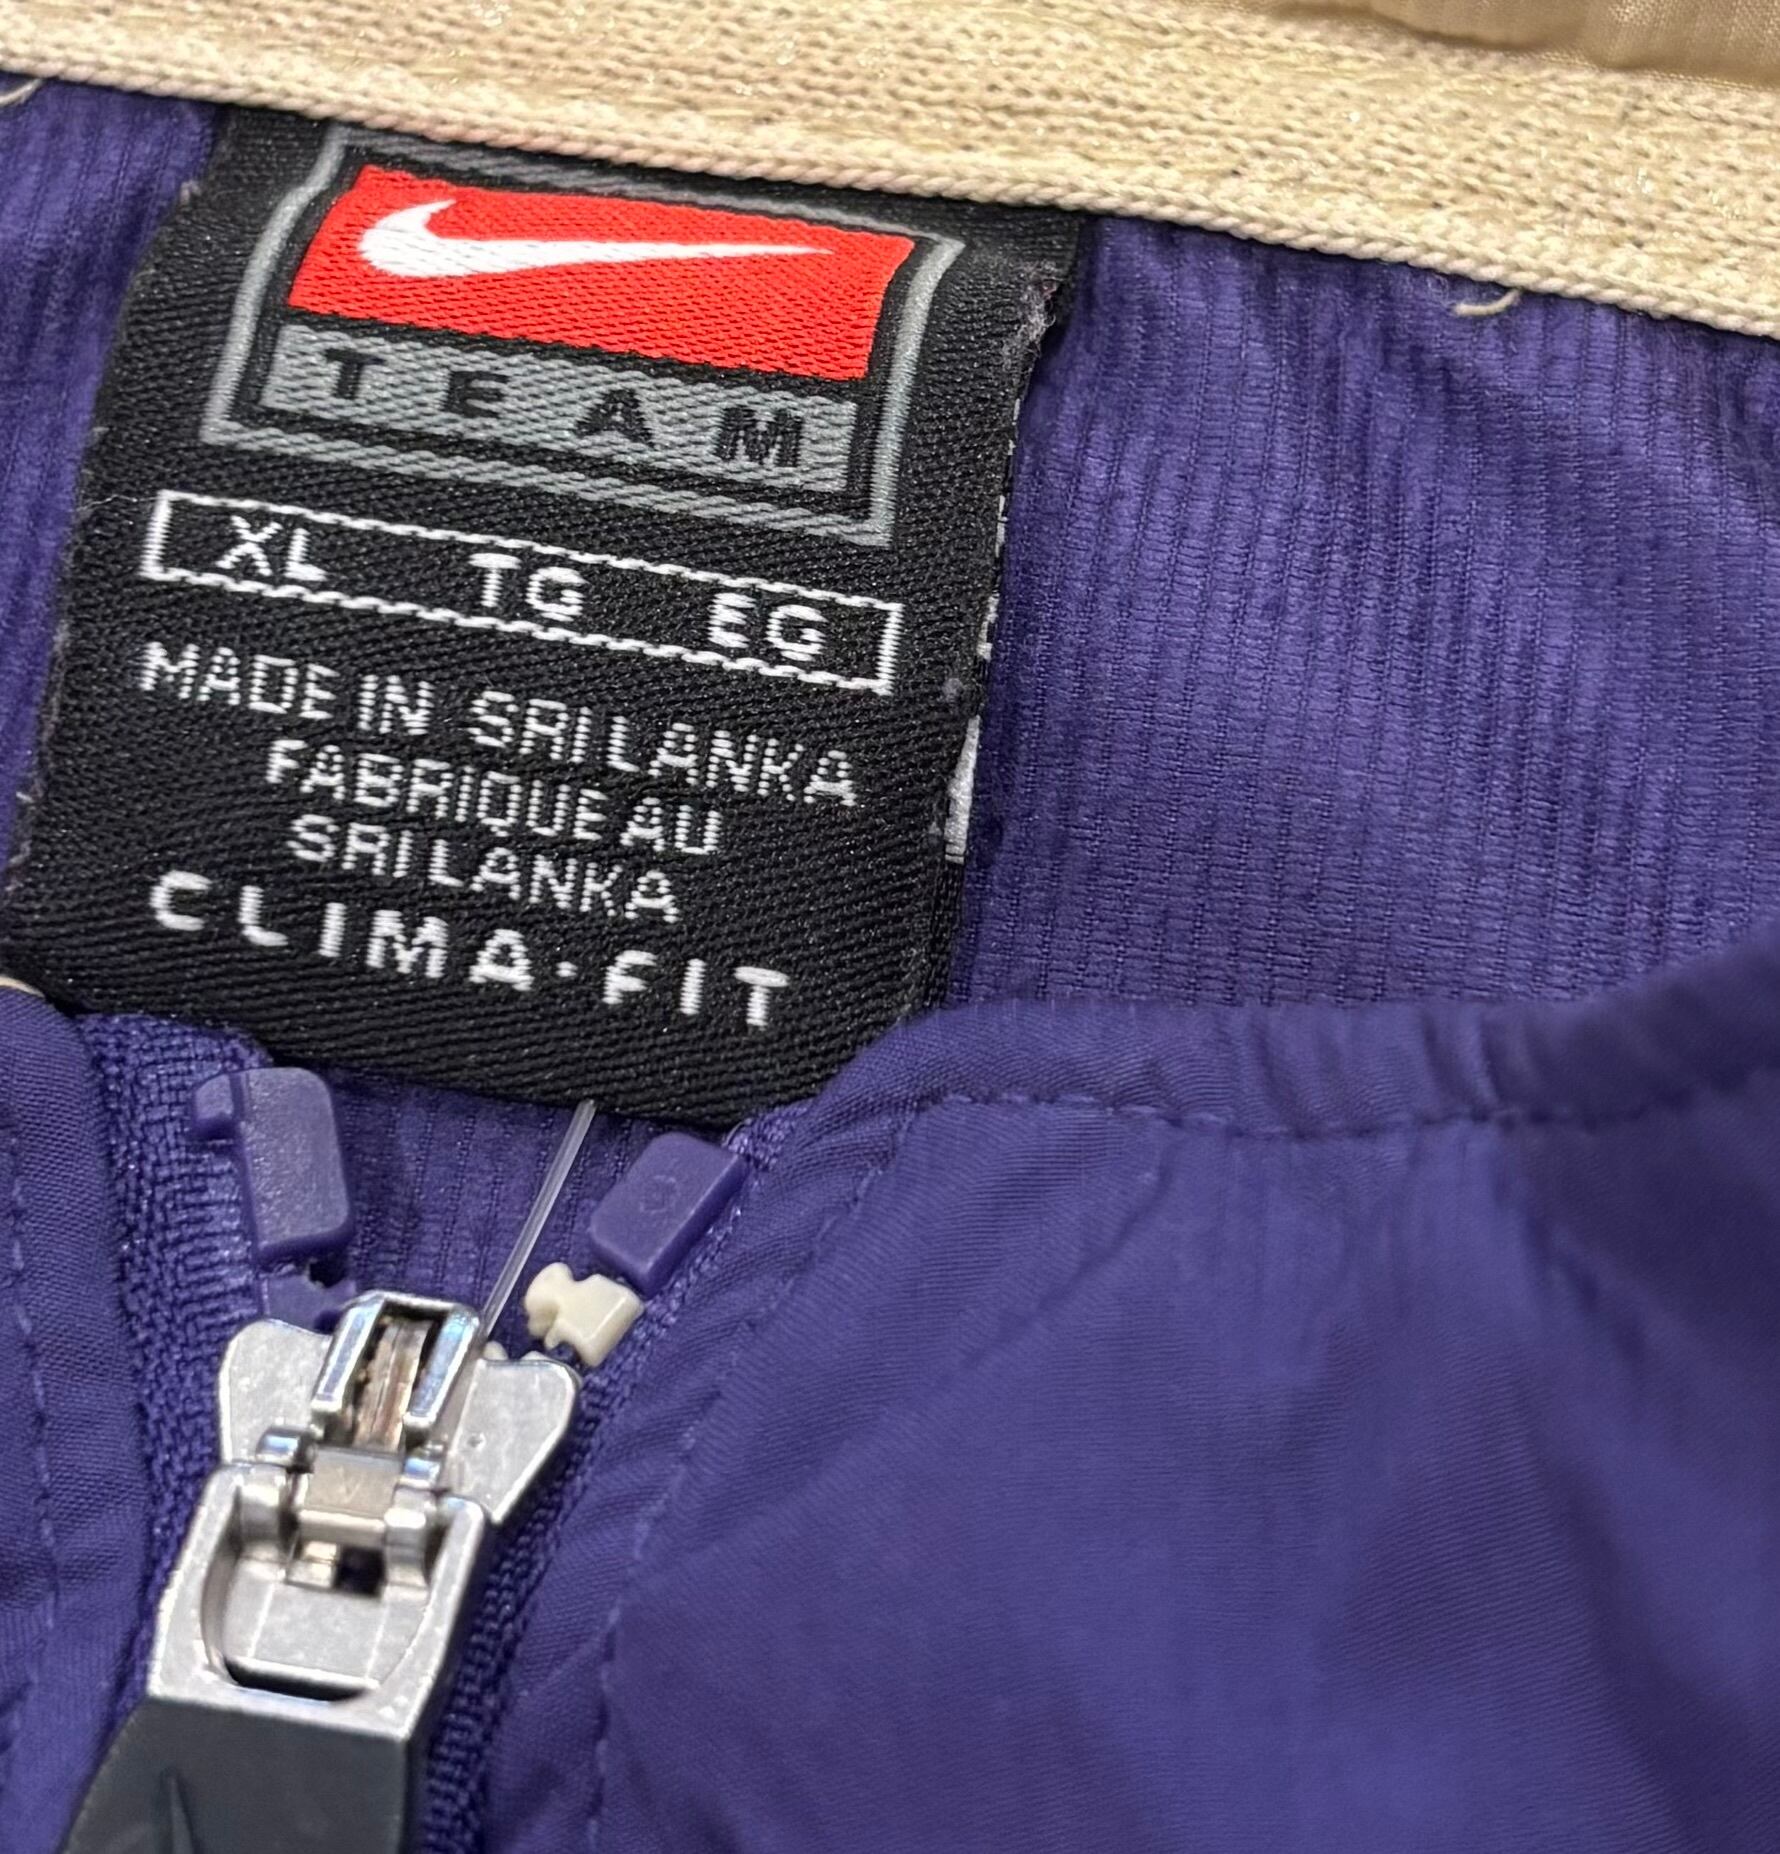 TEAM
XL TG EG
MADE IN SRI LANKA
FABRIQUE AU
SRI LANKA
CLIMA·FIT